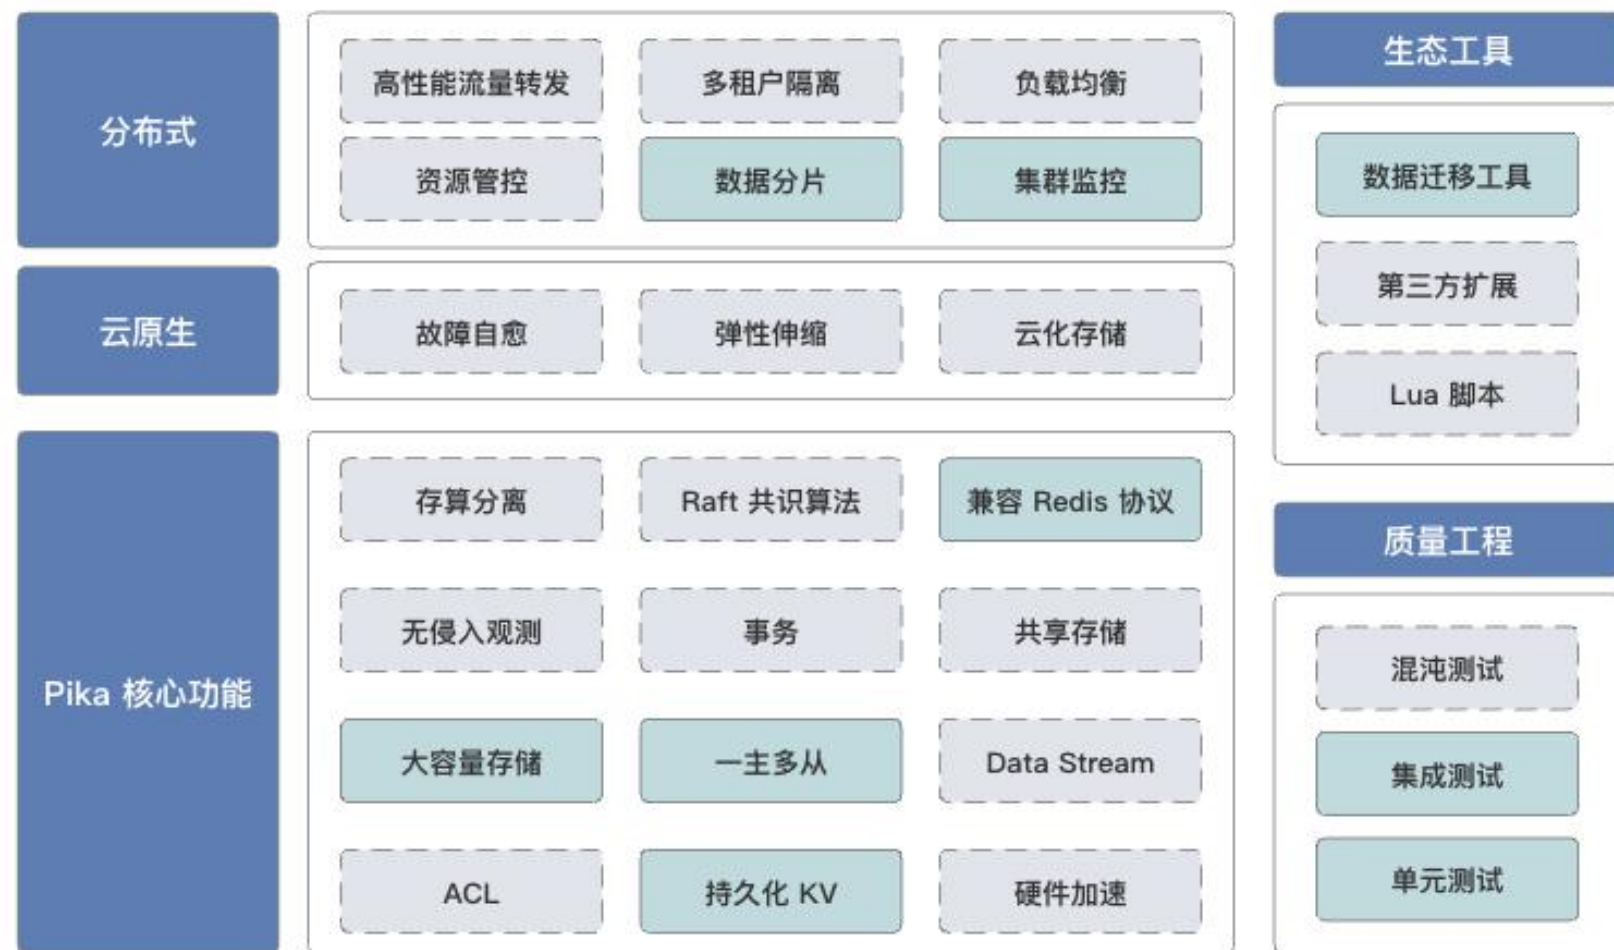 分布式
高性能流量转发
多租户隔离
负载均衡
资源管控
数据分片
集群监控
云原生
故障自愈
弹性伸缩
云化存储
Pika 核心功能
存算分离
Raft 共识算法
兼容 Redis 协议
无侵入观测
事务
共享存储
大容量存储
一主多从
Data Stream
ACL
持久化 KV
硬件加速
生态工具
数据迁移工具
第三方扩展
Lua 脚本
质量工程
混沌测试
集成测试
单元测试